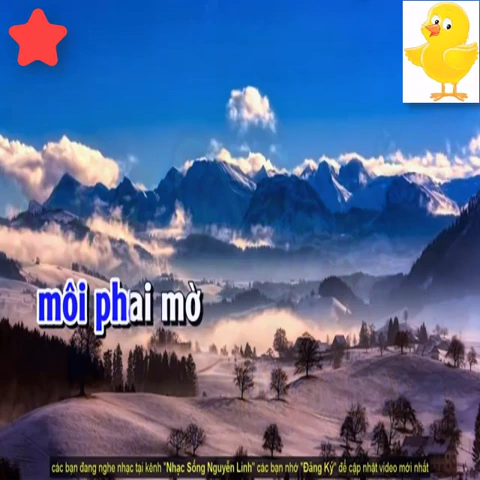 môi phai mờ
các bạn đang nghe nhạc tại kênh "Nhạc Sống Nguyễn Linh" các bạn nhớ "Đăng Ký" để cập nhật video mới nhất